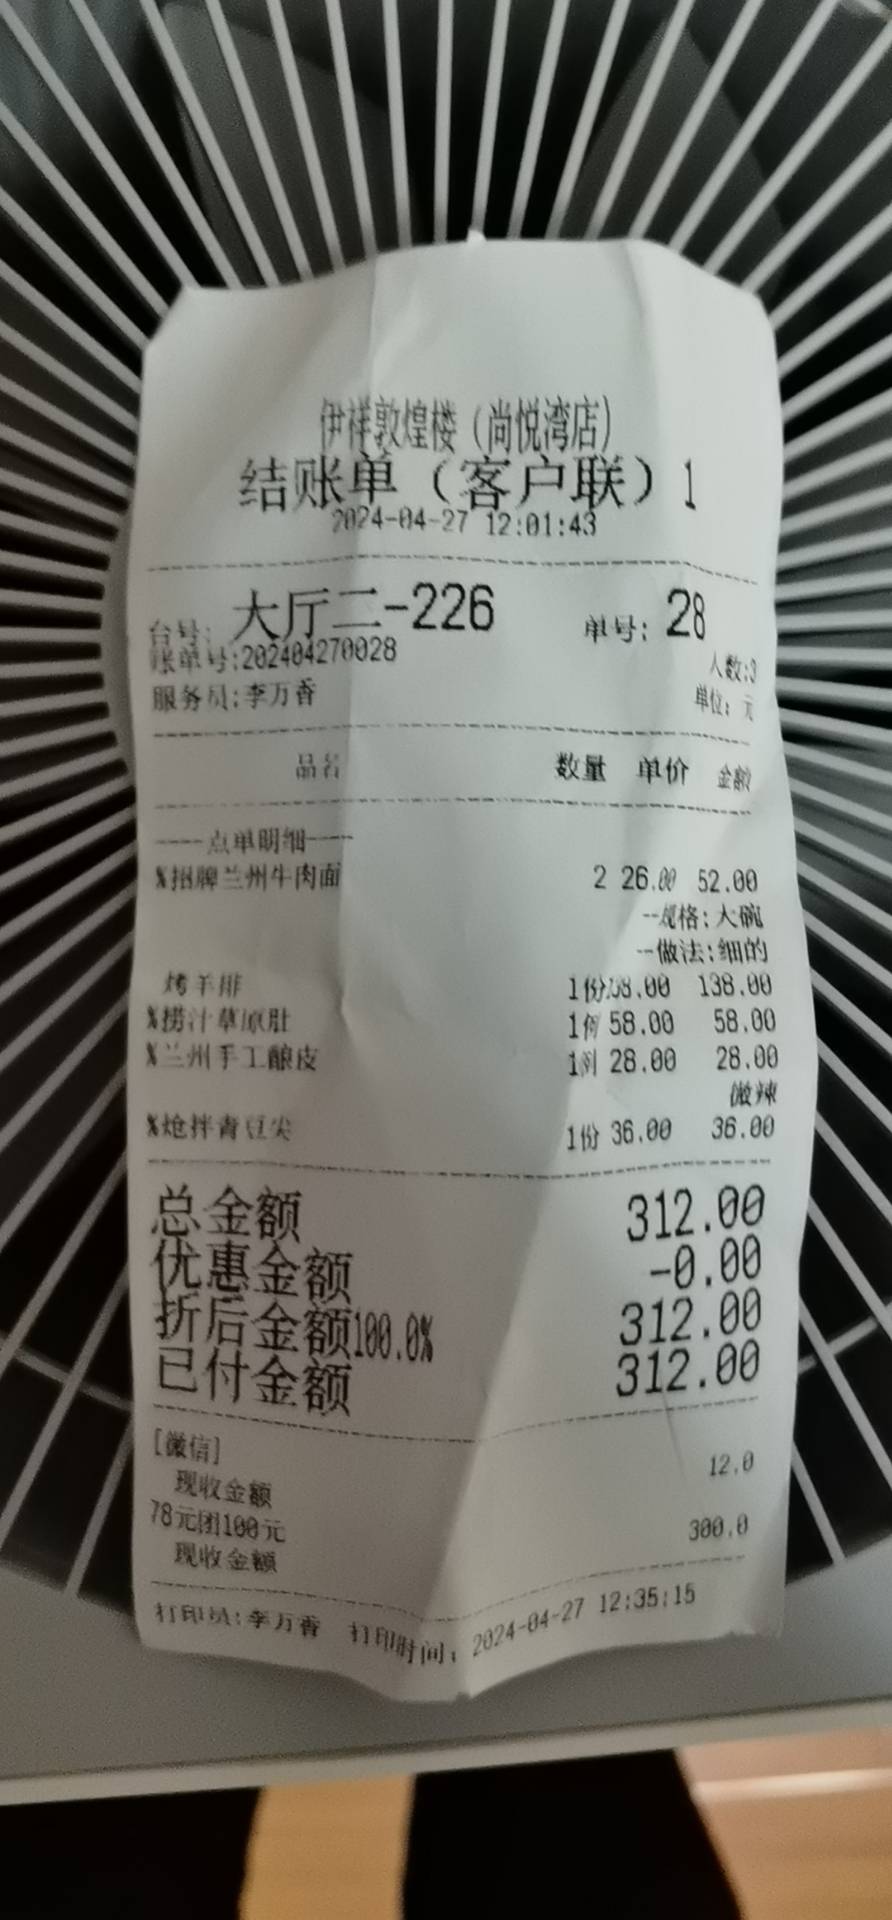 伊祥敦煌楼（尚悦湾店）
结账单（客户联）1
2024-04-27 12:01:43
台号: 大厅二-226 单号: 28
账单号:202404270028 人数:3
服务员:李万香 单位: 元
品名 数量 单价 金额
----点单明细----
%招牌兰州牛肉面 2 26.00 52.00
--规格:大碗
--做法:细的
烤羊排 1份 138.00
%捞汁草原肚 1例 58.00 58.00
%兰州手工酿皮 1例 28.00 28.00
微辣
%炝拌青豆尖 1份 36.00 36.00
总金额 312.00
优惠金额 -0.00
折后金额100.0% 312.00
已付金额 312.00
[微信]
现收金额 12.0
78元团100元
现收金额 300.0
打印员:李万香 打印时间: 2024-04-27 12:35:15